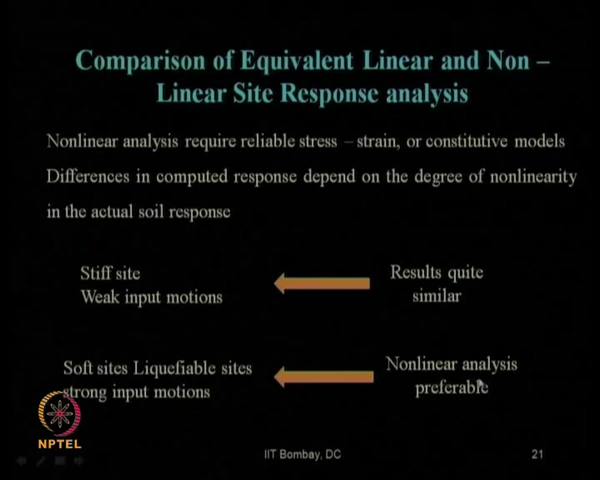 Comparison of Equivalent Linear and Non –
Linear Site Response analysis
Nonlinear analysis require reliable stress – strain, or constitutive models
Differences in computed response depend on the degree of nonlinearity
in the actual soil response
Stiff site
Weak input motions
Results quite
similar
Soft sites Liquefiable sites
strong input motions
Nonlinear analysis
preferable
NPTEL
IIT Bombay, DC
21